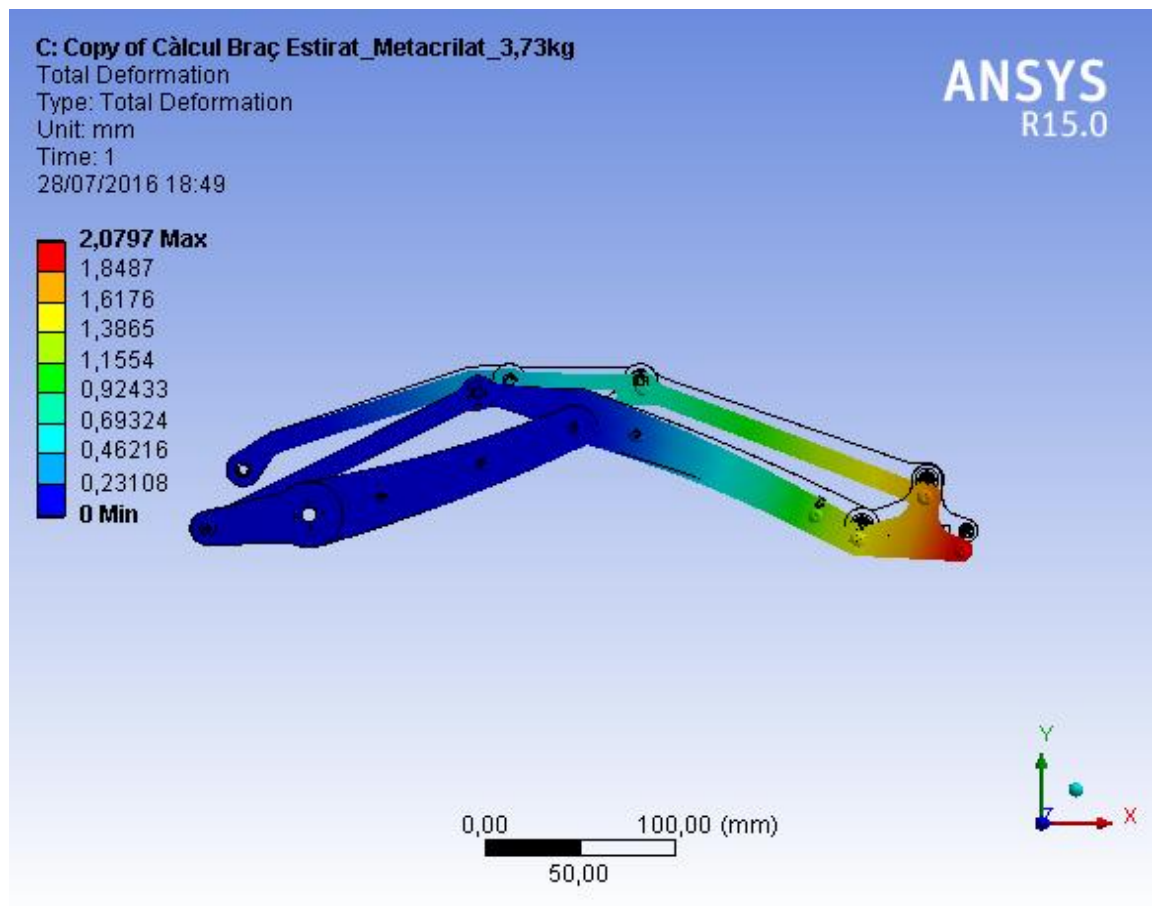 C: Copy of Càlcul Braç Estirat_Metacrilat_3,73kg
Total Deformation
Type: Total Deformation
Unit: mm
Time: 1
28/07/2016 18:49
ANSYS
R15.0
2,0797 Max
1,8487
1,6176
1,3865
1,1554
0,92433
0,69324
0,46216
0,23108
0 Min
Y
Z
X
0,00
100,00 (mm)
50,00